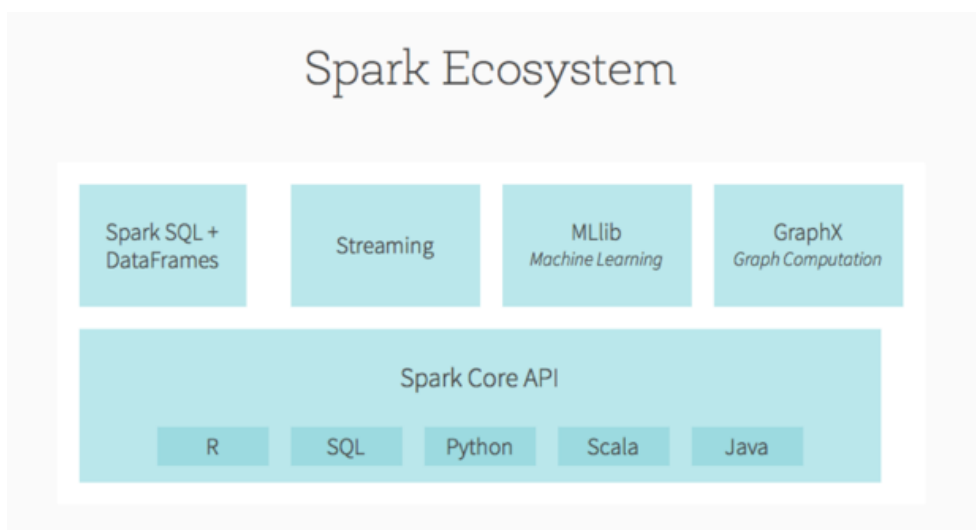 Spark Ecosystem
Spark SQL +
DataFrames
Streaming
MLlib
Machine Learning
GraphX
Graph Computation
Spark Core API
R
SQL
Python
Scala
Java